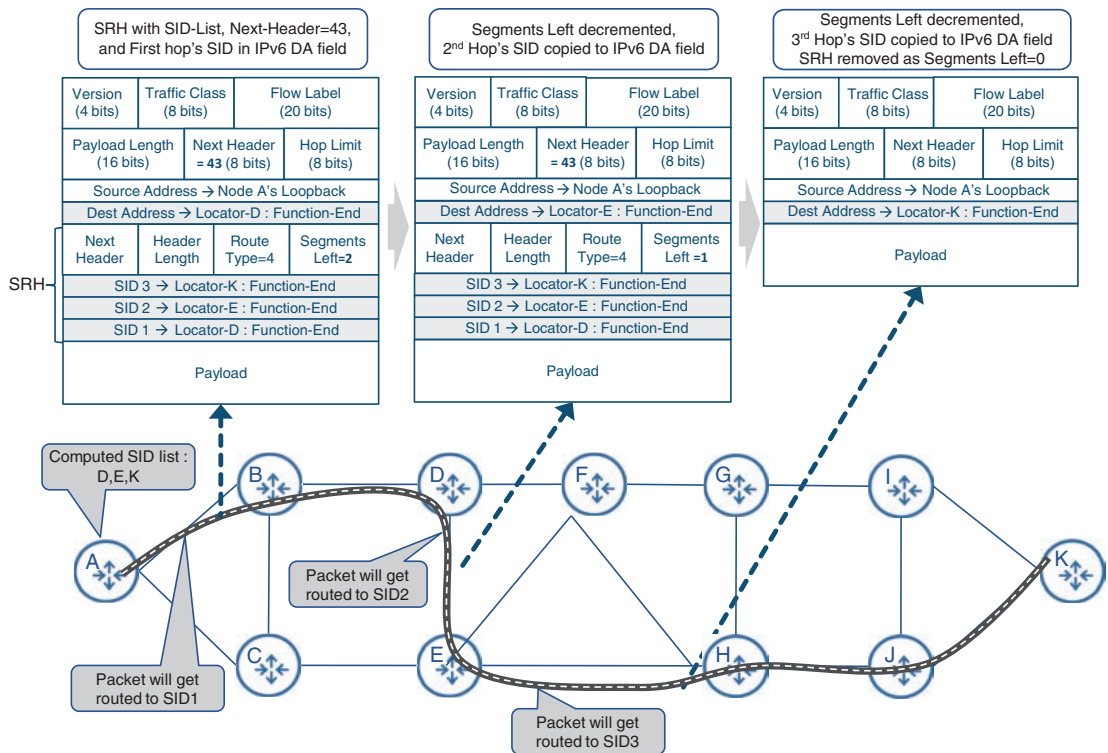 SRH with SID-List, Next-Header=43,
and First hop's SID in IPv6 DA field
Segments Left decremented,
2nd Hop's SID copied to IPv6 DA field
Segments Left decremented,
3rd Hop's SID copied to IPv6 DA field
SRH removed as Segments Left=0
Version
(4 bits)
Traffic Class
(8 bits)
Flow Label
(20 bits)
Payload Length
(16 bits)
Next Header
= 43 (8 bits)
Hop Limit
(8 bits)
Source Address → Node A's Loopback
Dest Address → Locator-D : Function-End
Next
Header
Header
Length
Route
Type=4
Segments
Left=2
SRH
SID 3 → Locator-K : Function-End
SID 2 → Locator-E : Function-End
SID 1 → Locator-D : Function-End
Payload
Version
(4 bits)
Traffic Class
(8 bits)
Flow Label
(20 bits)
Payload Length
(16 bits)
Next Header
= 43 (8 bits)
Hop Limit
(8 bits)
Source Address → Node A's Loopback
Dest Address → Locator-E : Function-End
Next
Header
Header
Length
Route
Type=4
Segments
Left =1
SID 3 → Locator-K : Function-End
SID 2 → Locator-E : Function-End
SID 1 → Locator-D : Function-End
Payload
Version
(4 bits)
Traffic Class
(8 bits)
Flow Label
(20 bits)
Payload Length
(16 bits)
Next Header
(8 bits)
Hop Limit
(8 bits)
Source Address → Node A's Loopback
Dest Address → Locator-K : Function-End
Payload
Computed SID list :
D,E,K
B
D
F
G
I
A
K
Packet will get
routed to SID2
C
E
H
J
Packet will get
routed to SID1
Packet will get
routed to SID3